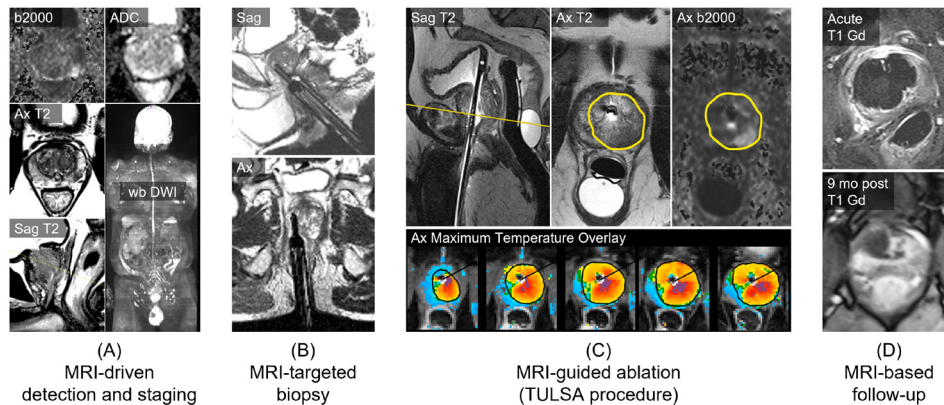 b2000
ADC
Ax T2
wb DWI
Sag T2
(A)
MRI-driven
detection and staging
Sag
Ax
(B)
MRI-targeted
biopsy
Sag T2
Ax T2
Ax b2000
Ax Maximum Temperature Overlay
(C)
MRI-guided ablation
(TULSA procedure)
Acute
T1 Gd
9 mo post
T1 Gd
(D)
MRI-based
follow-up